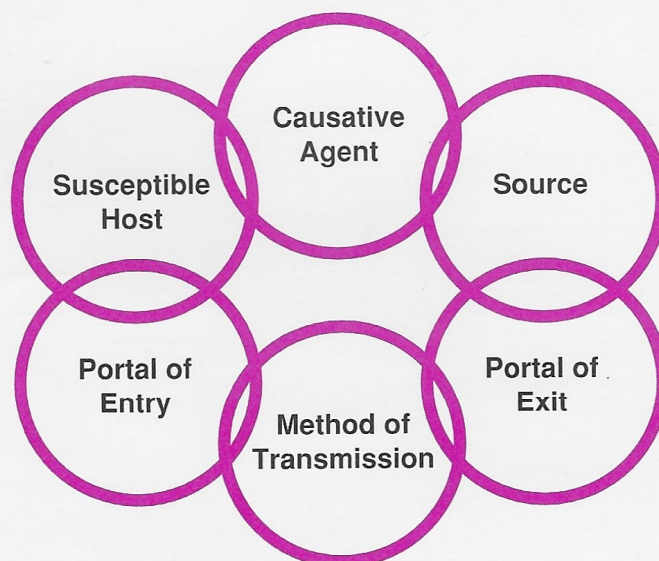 Causative
Agent
Source
Portal of
Exit
Method of
Transmission
Portal of
Entry
Susceptible
Host